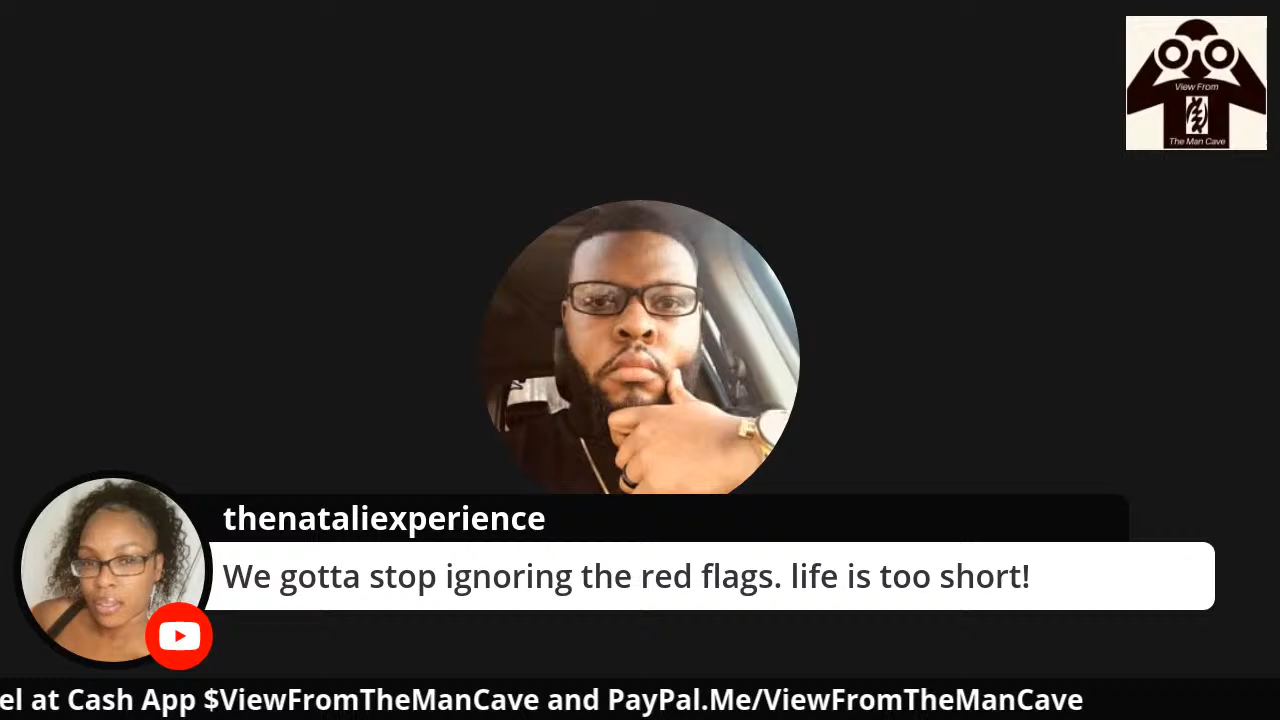 View From
The Man Cave
thenataliexperience
We gotta stop ignoring the red flags. life is too short!
el at Cash App $ViewFromTheManCave and PayPal.Me/ViewFromTheManCave